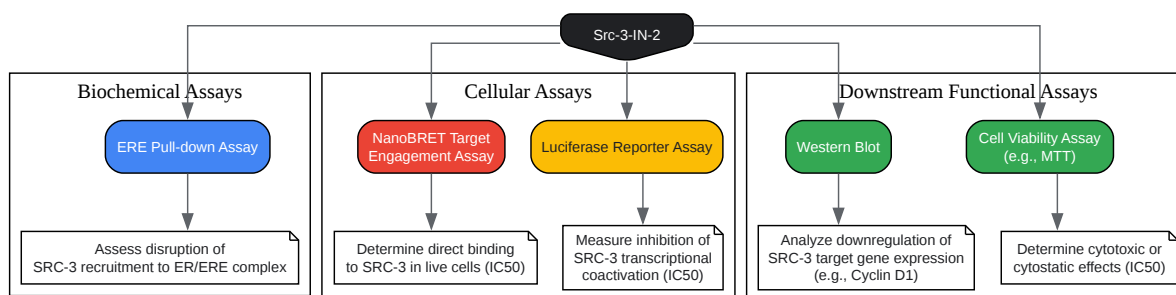 Src-3-IN-2
Biochemical Assays
Cellular Assays
Downstream Functional Assays
ERE Pull-down Assay
NanoBRET Target
Engagement Assay
Luciferase Reporter Assay
Western Blot
Cell Viability Assay
(e.g., MTT)
Assess disruption of
SRC-3 recruitment to ER/ERE complex
Determine direct binding
to SRC-3 in live cells (IC50)
Measure inhibition of
SRC-3 transcriptional
coactivation (IC50)
Analyze downregulation of
SRC-3 target gene expression
(e.g., Cyclin D1)
Determine cytotoxic or
cytostatic effects (IC50)